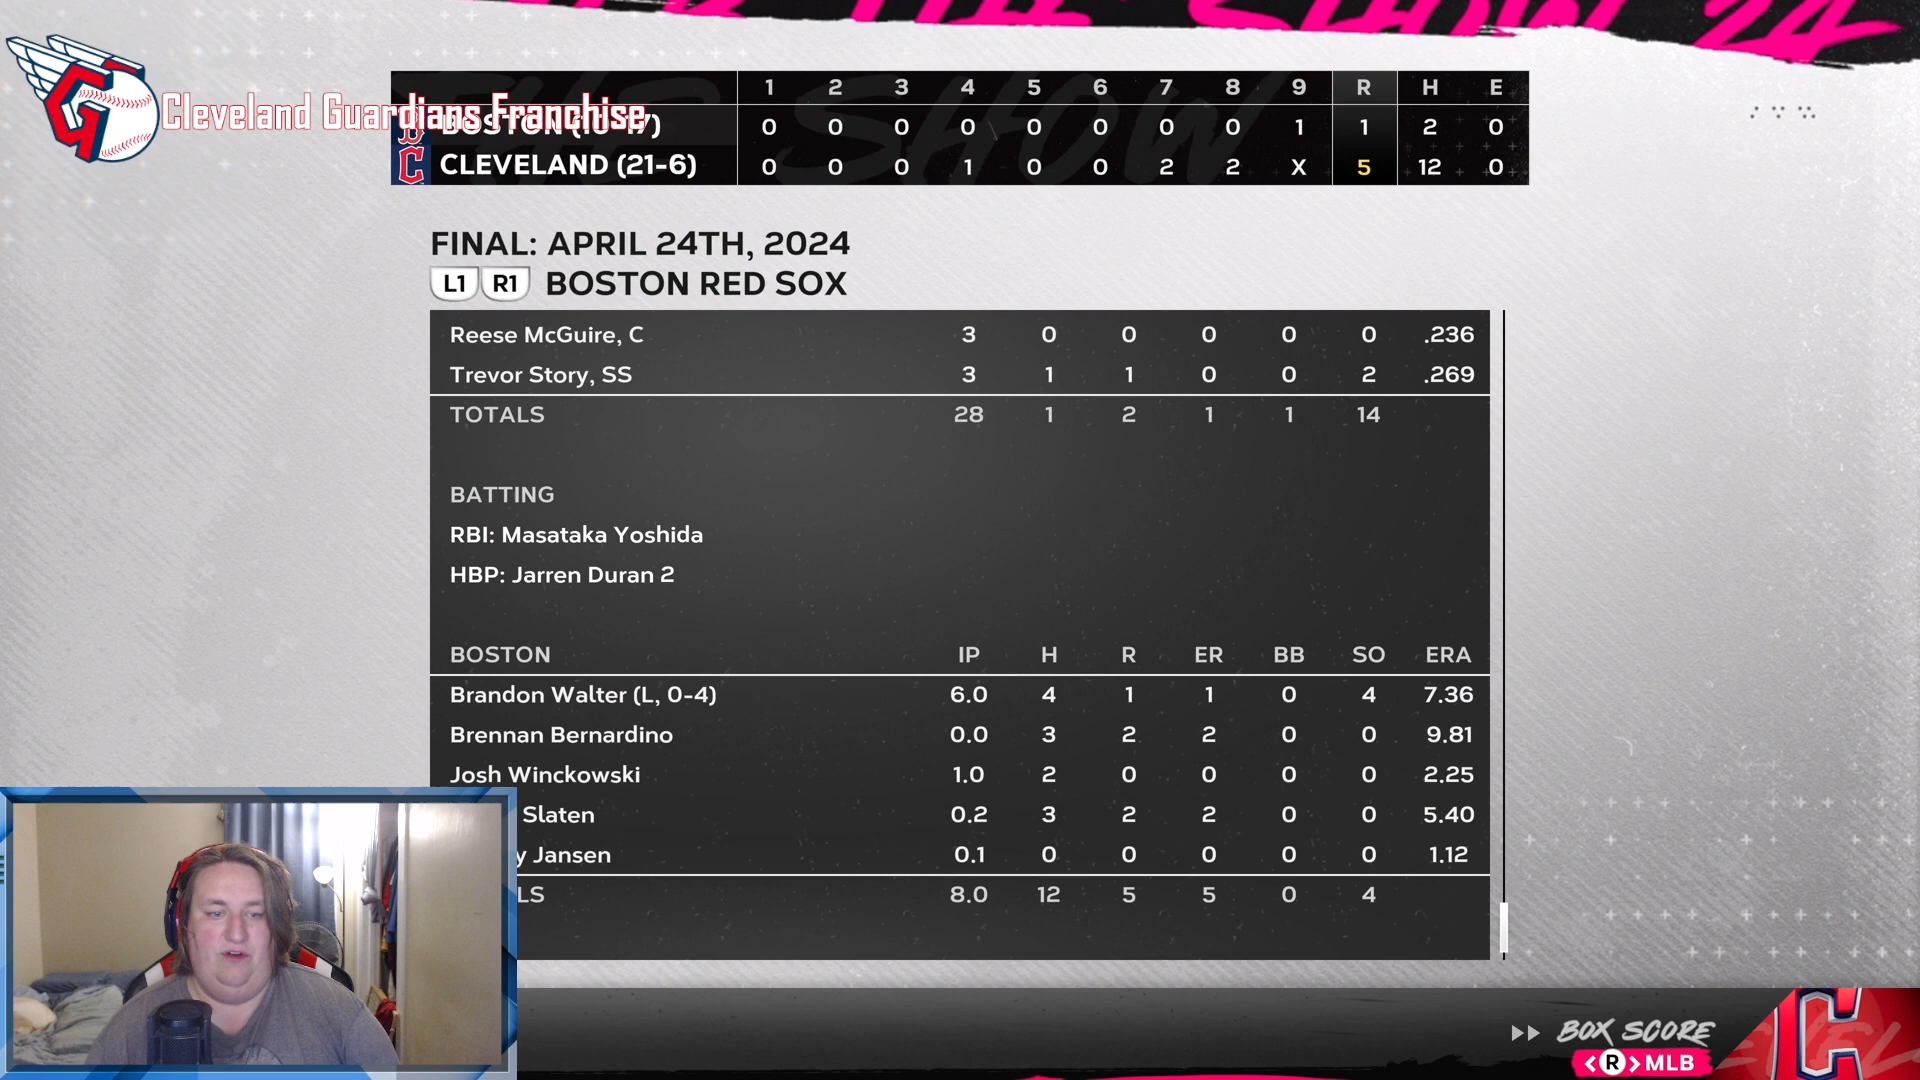 THE SHOW 24
Cleveland Guardians Franchise
1 2 3 4 5 6 7 8 9 R H E
BOSTON 0 0 0 0 0 0 0 0 1 1 2 0
CLEVELAND (21-6) 0 0 0 1 0 0 2 2 X 5 12 0
FINAL: APRIL 24TH, 2024
L1 R1 BOSTON RED SOX
Reese McGuire, C 3 0 0 0 0 0 .236
Trevor Story, SS 3 1 1 0 0 2 .269
TOTALS 28 1 2 1 1 14
BATTING
RBI: Masataka Yoshida
HBP: Jarren Duran 2
BOSTON IP H R ER BB SO ERA
Brandon Walter (L, 0-4) 6.0 4 1 1 0 4 7.36
Brennan Bernardino 0.0 3 2 2 0 0 9.81
Josh Winckowski 1.0 2 0 0 0 0 2.25
Slaten 0.2 3 2 2 0 0 5.40
y Jansen 0.1 0 0 0 0 0 1.12
LS 8.0 12 5 5 0 4
BOX SCORE
R MLB